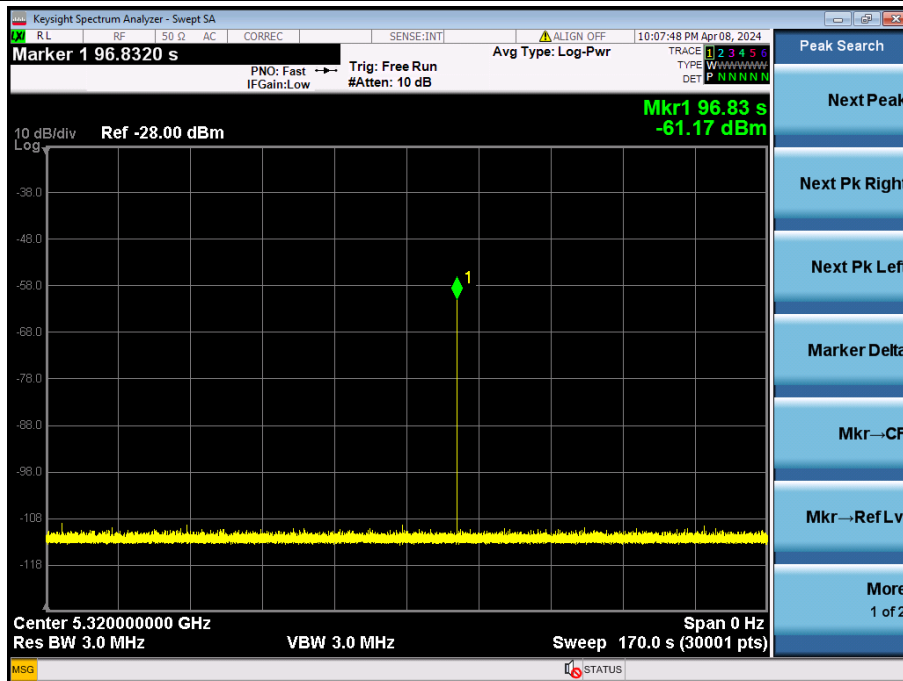 Keysight Spectrum Analyzer - Swept SA
LXI RL RF 50 Ω AC CORREC SENSE:INT ALIGN OFF 10:07:48 PM Apr 08, 2024
Marker 1 96.8320 s
PNO: Fast
IFGain:Low
Trig: Free Run
#Atten: 10 dB
Avg Type: Log-Pwr
TRACE 1 2 3 4 5 6
TYPE WWWWWW
DET P N N N N N
Mkr1 96.83 s
-61.17 dBm
10 dB/div Ref -28.00 dBm
Log
-38.0
-48.0
-58.0
1
-68.0
-78.0
-88.0
-98.0
-108
-118
Center 5.320000000 GHz Span 0 Hz
Res BW 3.0 MHz VBW 3.0 MHz Sweep 170.0 s (30001 pts)
MSG STATUS
Peak Search
Next Peak
Next Pk Right
Next Pk Left
Marker Delta
Mkr→CF
Mkr→Ref Lv
More
1 of 2